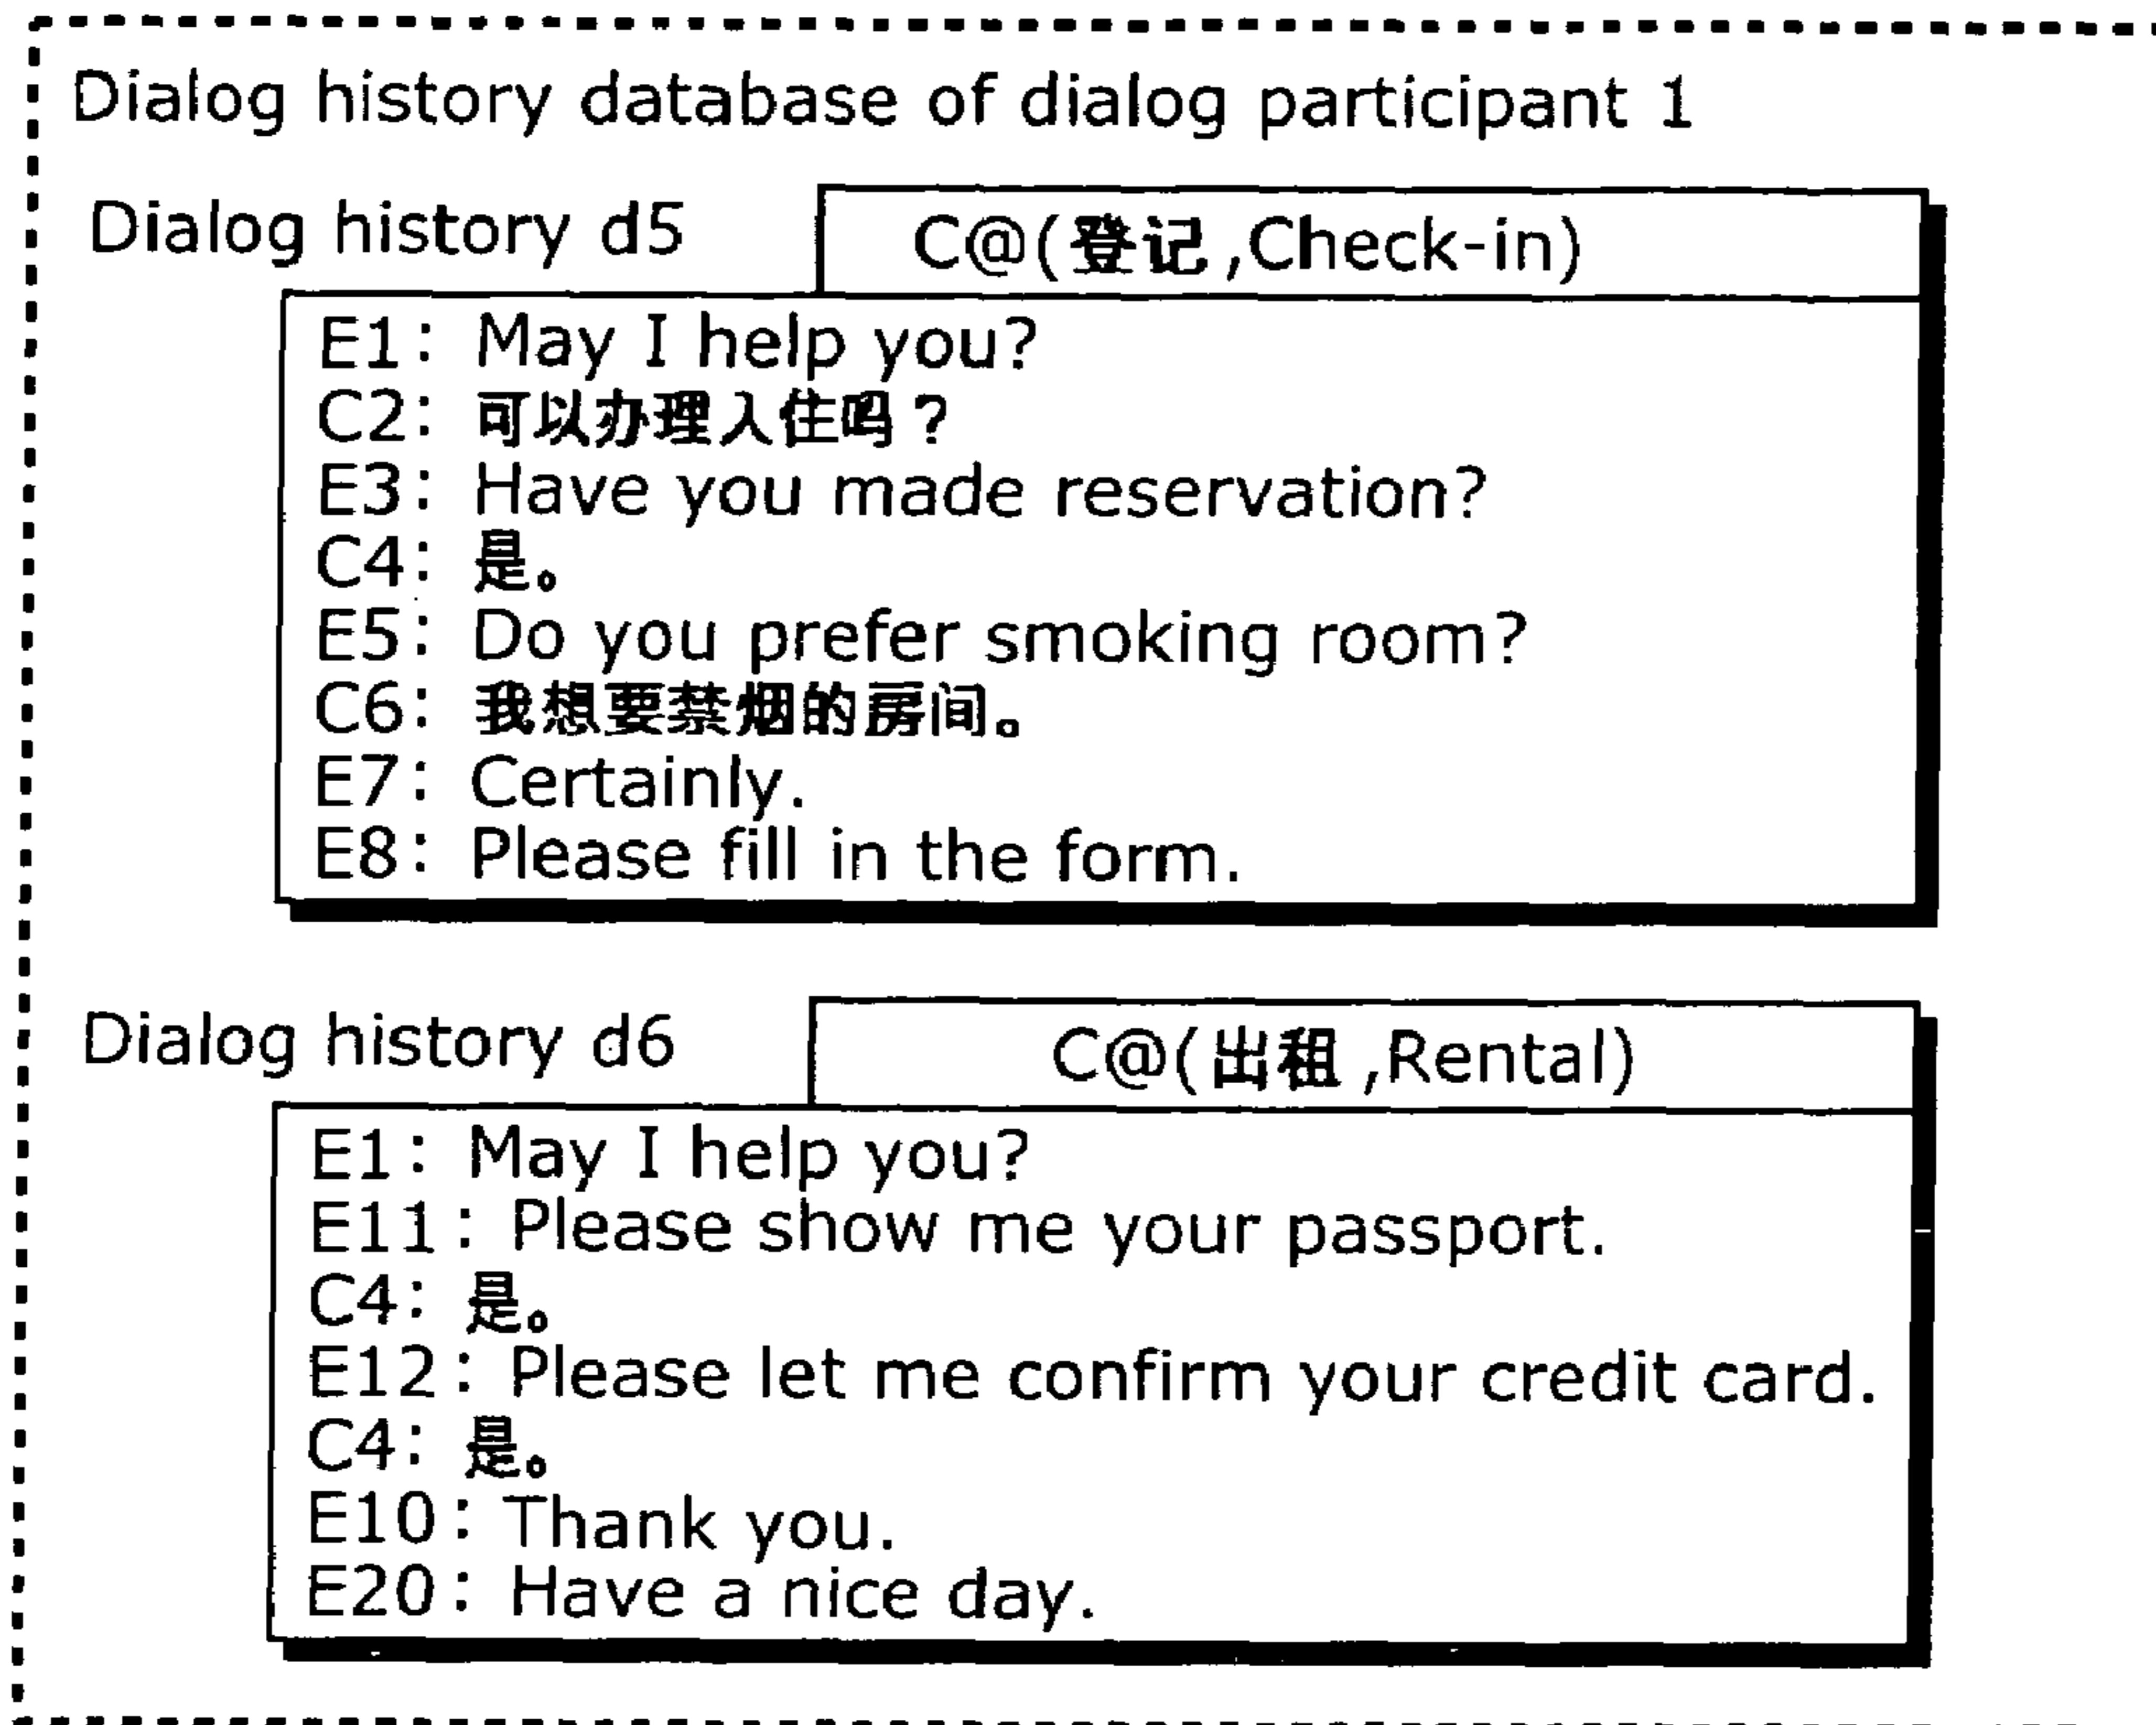 Dialog history database of dialog participant 1
Dialog history d5
C@(登记,Check-in)
E1: May I help you?
C2: 可以办理入住吗?
E3: Have you made reservation?
C4: 是。
E5: Do you prefer smoking room?
C6: 我想要禁烟的房间。
E7: Certainly.
E8: Please fill in the form.
Dialog history d6
C@(出租,Rental)
E1: May I help you?
E11: Please show me your passport.
C4: 是。
E12: Please let me confirm your credit card.
C4: 是。
E10: Thank you.
E20: Have a nice day.